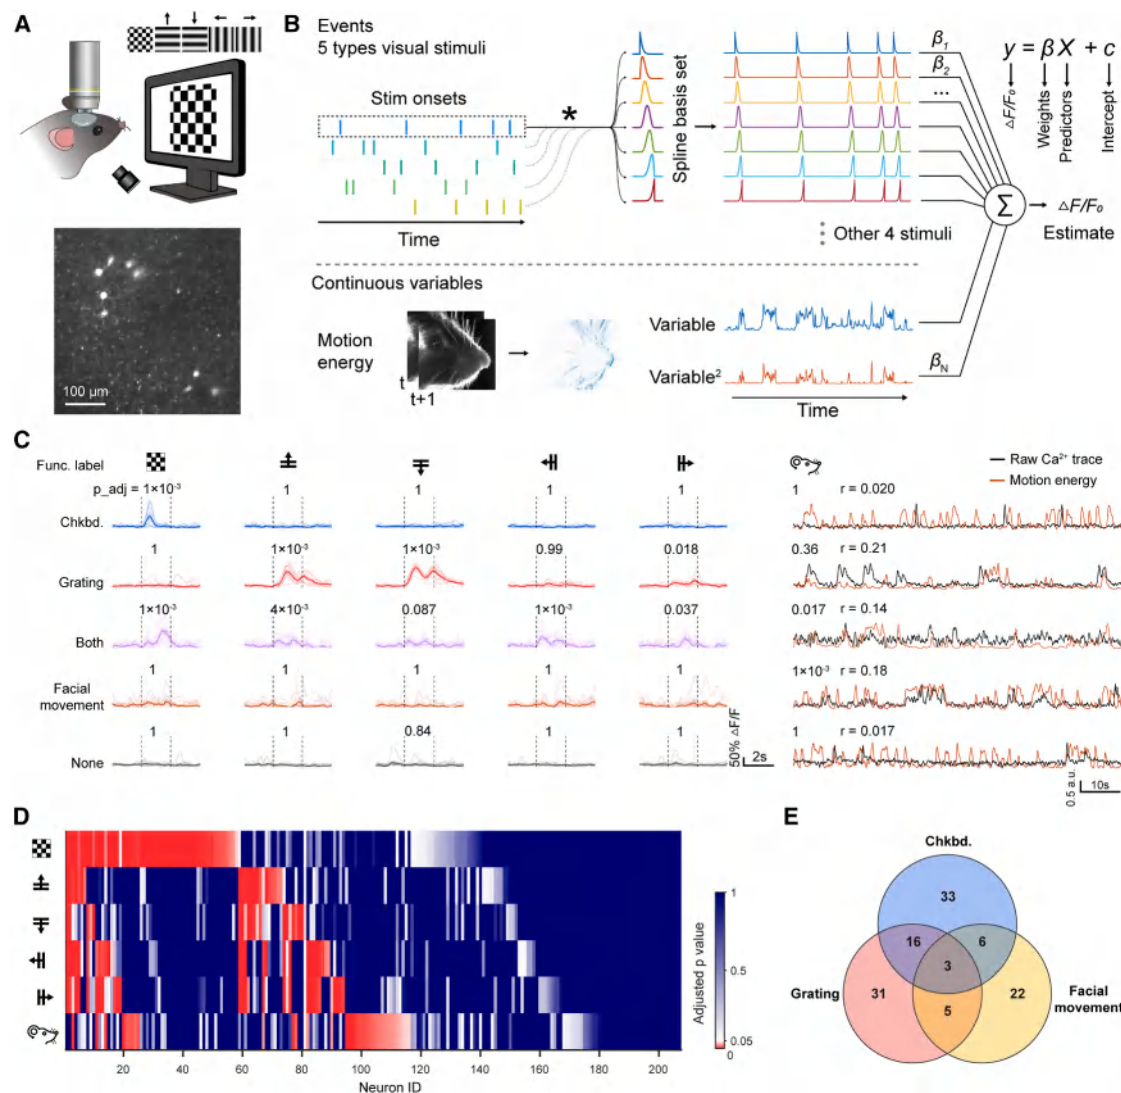 A
B
Events
5 types visual stimuli
Stim onsets
*
Time
Spline basis set
β1
β2
...
y = βX + c
ΔF/F₀
Weights
Predictors
Intercept
Σ
ΔF/F₀
Estimate
Other 4 stimuli
100 μm
Continuous variables
Motion
energy
t
t+1
Variable
Variable²
βN
Time
C
Func. label
Raw Ca²⁺ trace
Motion energy
p_adj = 1×10⁻³ 1 1 1 1 1 r = 0.020
Chkbd.
1 1×10⁻³ 1×10⁻³ 0.99 0.018 0.36 r = 0.21
Grating
1×10⁻³ 4×10⁻³ 0.087 1×10⁻³ 0.037 0.017 r = 0.14
Both
1 1 1 1 1 1×10⁻³ r = 0.18
Facial
movement
1 1 0.84 1 1 1 r = 0.017
None
50% ΔF/F
2s
0.5 a.u.
10s
D
Adjusted p value
1
0.5
0.05
0
20 40 60 80 100 120 140 160 180 200
Neuron ID
E
Chkbd.
33
16
6
3
Grating
31
5
22
Facial
movement